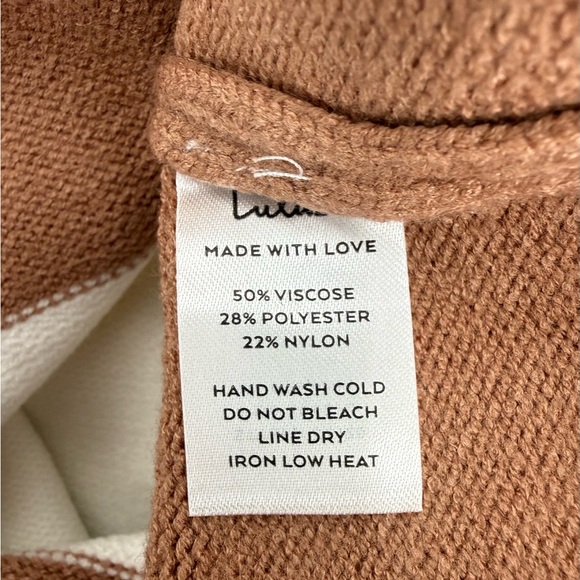 MADE WITH LOVE
50% VISCOSE
28% POLYESTER
22% NYLON
HAND WASH COLD
DO NOT BLEACH
LINE DRY
IRON LOW HEAT